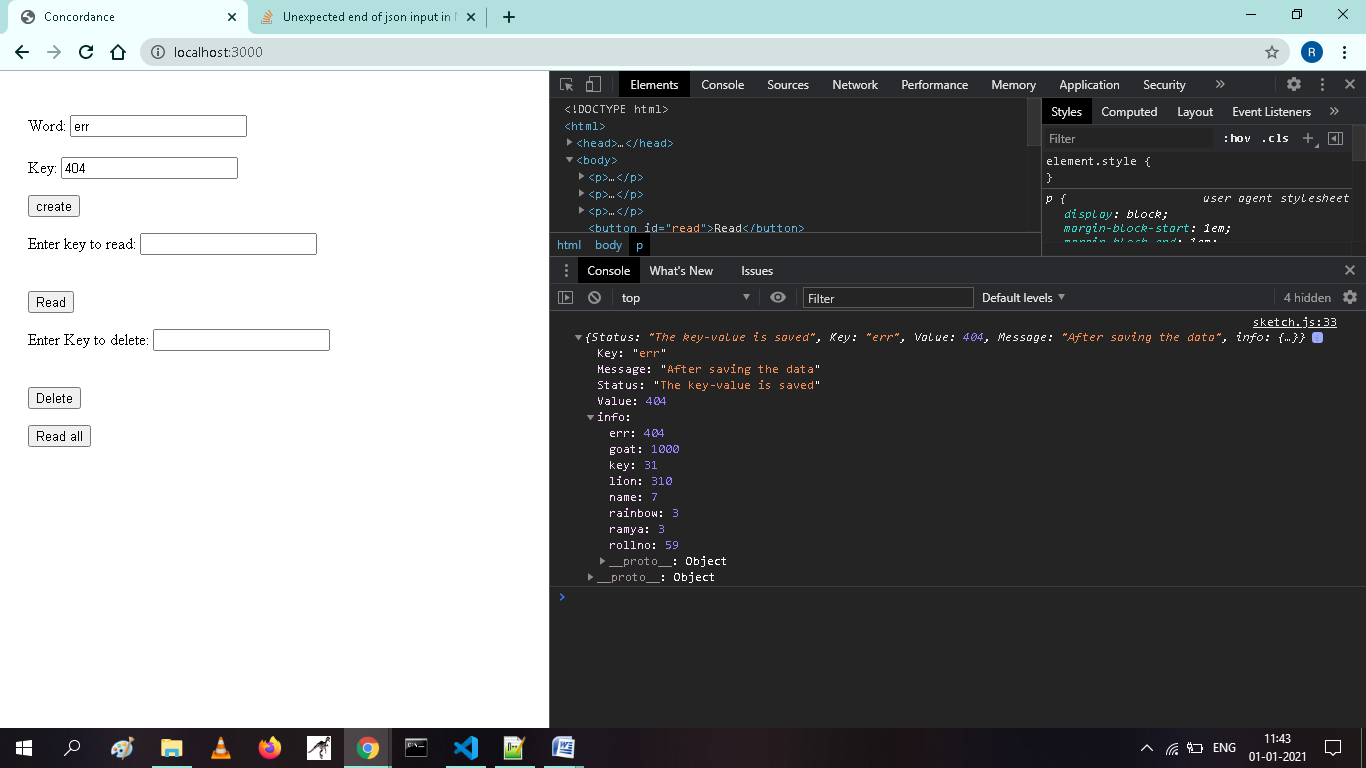 Concordance
Unexpected end of json input in
localhost:3000
R
Word: err
Key: 404
create
Enter key to read:
Read
Enter Key to delete:
Delete
Read all
Elements Console Sources Network Performance Memory Application Security »
<!DOCTYPE html>
<html>
<head>…</head>
<body>
<p>…</p>
<p>…</p>
<p>…</p>
<button id="read">Read</button>
html body p
Styles Computed Layout Event Listeners »
Filter :hov .cls +
element.style {
}
p { user agent stylesheet
display: block;
margin-block-start: 1em;
margin-block-end: 1em;
Console What's New Issues
top Filter Default levels 4 hidden
sketch.js:33
{Status: "The key-value is saved", Key: "err", Value: 404, Message: "After saving the data", info: {…}} i
Key: "err"
Message: "After saving the data"
Status: "The key-value is saved"
Value: 404
info:
err: 404
goat: 1000
key: 31
lion: 310
name: 7
rainbow: 3
ramya: 3
rollno: 59
__proto__: Object
__proto__: Object
>
ENG
11:43
01-01-2021